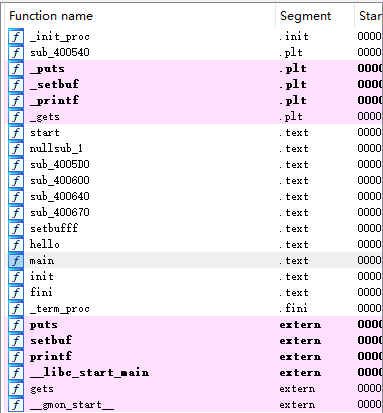 Function name Segment Star
f _init_proc .init 0000
f sub_400540 .plt 0000
f _puts .plt 0000
f _setbuf .plt 0000
f _printf .plt 0000
f _gets .plt 0000
f start .text 0000
f nullsub_1 .text 0000
f sub_4005D0 .text 0000
f sub_400600 .text 0000
f sub_400640 .text 0000
f sub_400670 .text 0000
f setbufff .text 0000
f hello .text 0000
f main .text 0000
f init .text 0000
f fini .text 0000
f _term_proc .fini 0000
f puts extern 0000
f setbuf extern 0000
f printf extern 0000
f __libc_start_main extern 0000
f gets extern 0000
f __gmon_start__ extern 0000